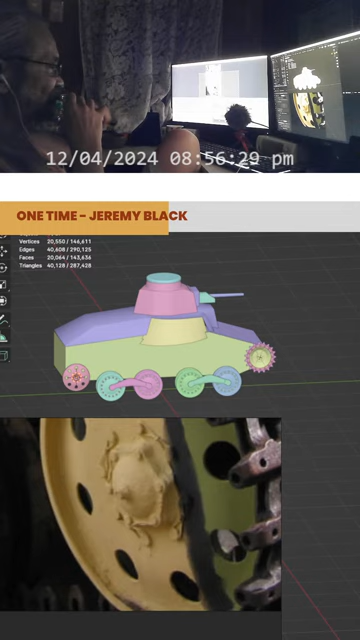 12/04/2024 08:56:29 pm
ONE TIME - JEREMY BLACK
Vertices 20,550 / 146,611
Edges 40,608 / 290,125
Faces 20,064 / 143,636
Triangles 40,128 / 287,428